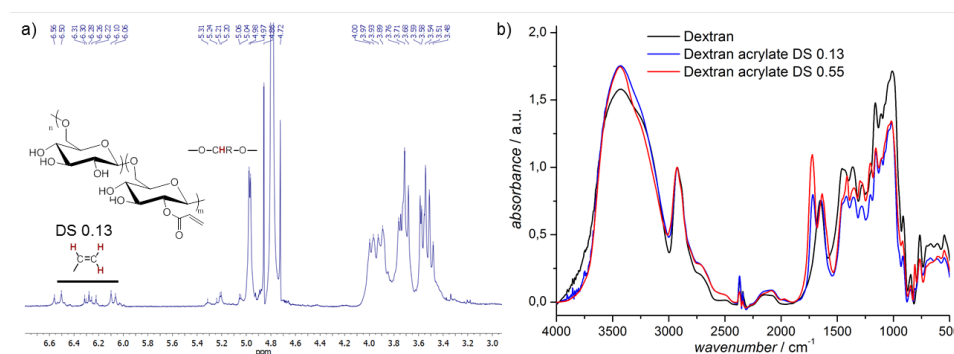 a)
6.56 6.50 6.31 6.30 6.28 6.26 6.22 6.10 6.06 5.31 5.24 5.21 5.20 5.06 5.04 4.98 4.97 4.72 4.00 3.97 3.93 3.89 3.76 3.71 3.68 3.59 3.58 3.54 3.51 3.48
n
O
O
HO
HO
OH
O
O
O
HO
HO
O
m
O
O
—O—CHR—O—
DS 0.13
H
H
H
6.8 6.6 6.4 6.2 6.0 5.8 5.6 5.4 5.2 5.0 4.8 4.6 4.4 4.2 4.0 3.8 3.6 3.4 3.2 3.0
ppm
b)
Dextran
Dextran acrylate DS 0.13
Dextran acrylate DS 0.55
absorbance / a.u.
2,0
1,5
1,0
0,5
0,0
4000 3500 3000 2500 2000 1500 1000 500
wavenumber / cm⁻¹